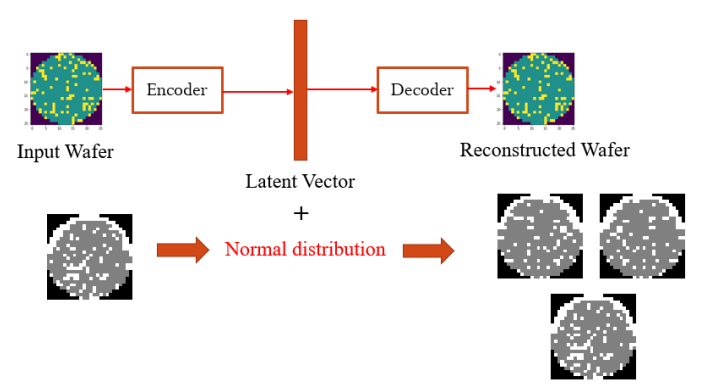 Encoder
Decoder
Input Wafer
Reconstructed Wafer
Latent Vector
+
Normal distribution